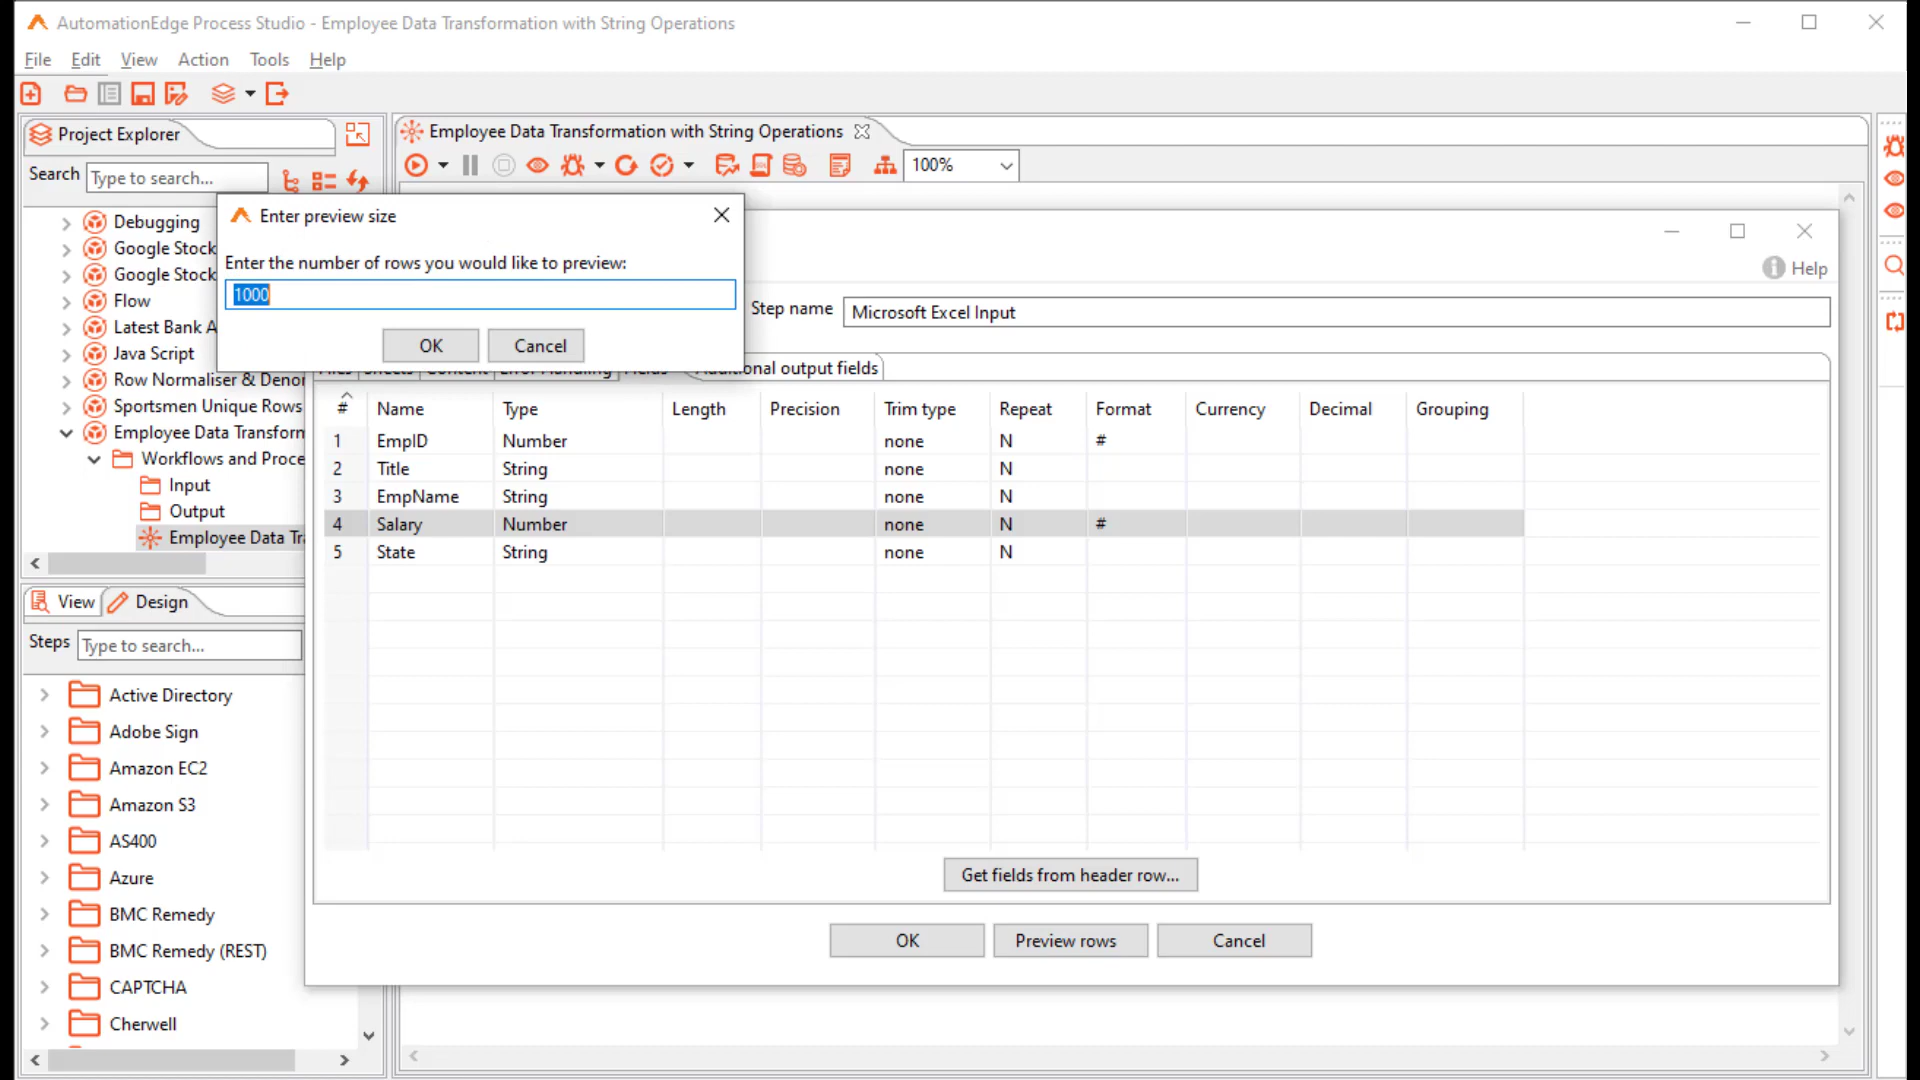 AutomationEdge Process Studio - Employee Data Transformation with String Operations
File Edit View Action Tools Help
Project Explorer
Employee Data Transformation with String Operations
Search Type to search...
100%
Debugging
Google Stock
Google Stock
Flow
Latest Bank A
Java Script
Row Normaliser & Denor
Sportsmen Unique Rows
Employee Data Transform
Workflows and Proce
Input
Output
Employee Data Tra
Enter preview size
Enter the number of rows you would like to preview:
1000
OK Cancel
Help
Step name Microsoft Excel Input
Additional output fields
# Name Type Length Precision Trim type Repeat Format Currency Decimal Grouping
1 EmpID Number none N #
2 Title String none N
3 EmpName String none N
4 Salary Number none N #
5 State String none N
Get fields from header row...
OK Preview rows Cancel
View Design
Steps Type to search...
Active Directory
Adobe Sign
Amazon EC2
Amazon S3
AS400
Azure
BMC Remedy
BMC Remedy (REST)
CAPTCHA
Cherwell